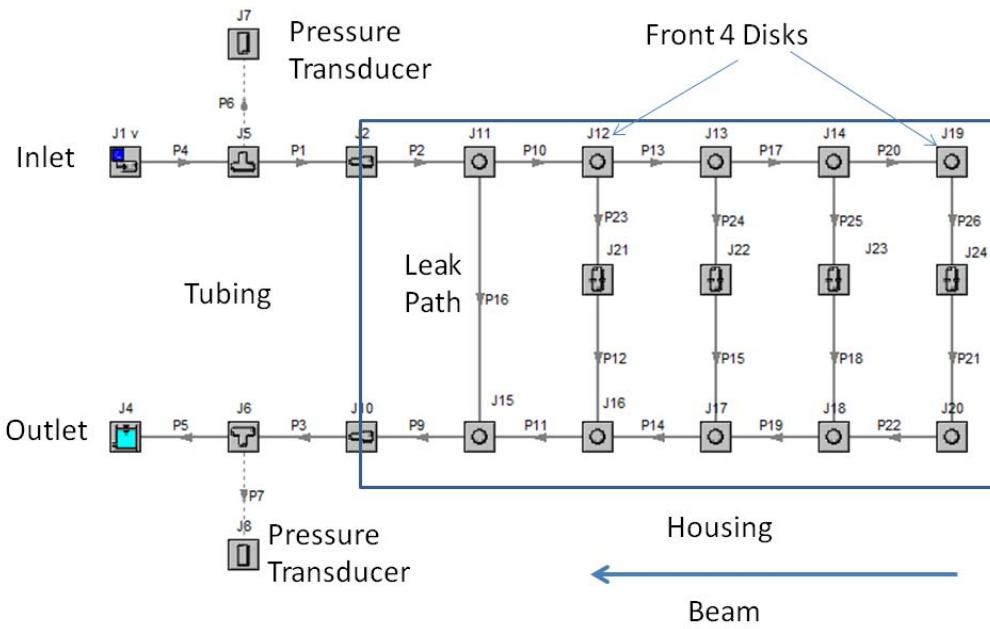 J7
Pressure
Transducer
Front 4 Disks
P6
J1 v
J5
J2
J11
J12
J13
J14
J19
Inlet
P4
P1
P2
P10
P13
P17
P20
P23
P24
P25
P26
J21
J22
J23
J24
Leak
Path
Tubing
P16
P12
P15
P18
P21
J15
J16
J17
J18
J20
J4
J6
J10
Outlet
P5
P3
P9
P11
P14
P19
P22
P7
J8
Pressure
Transducer
Housing
Beam